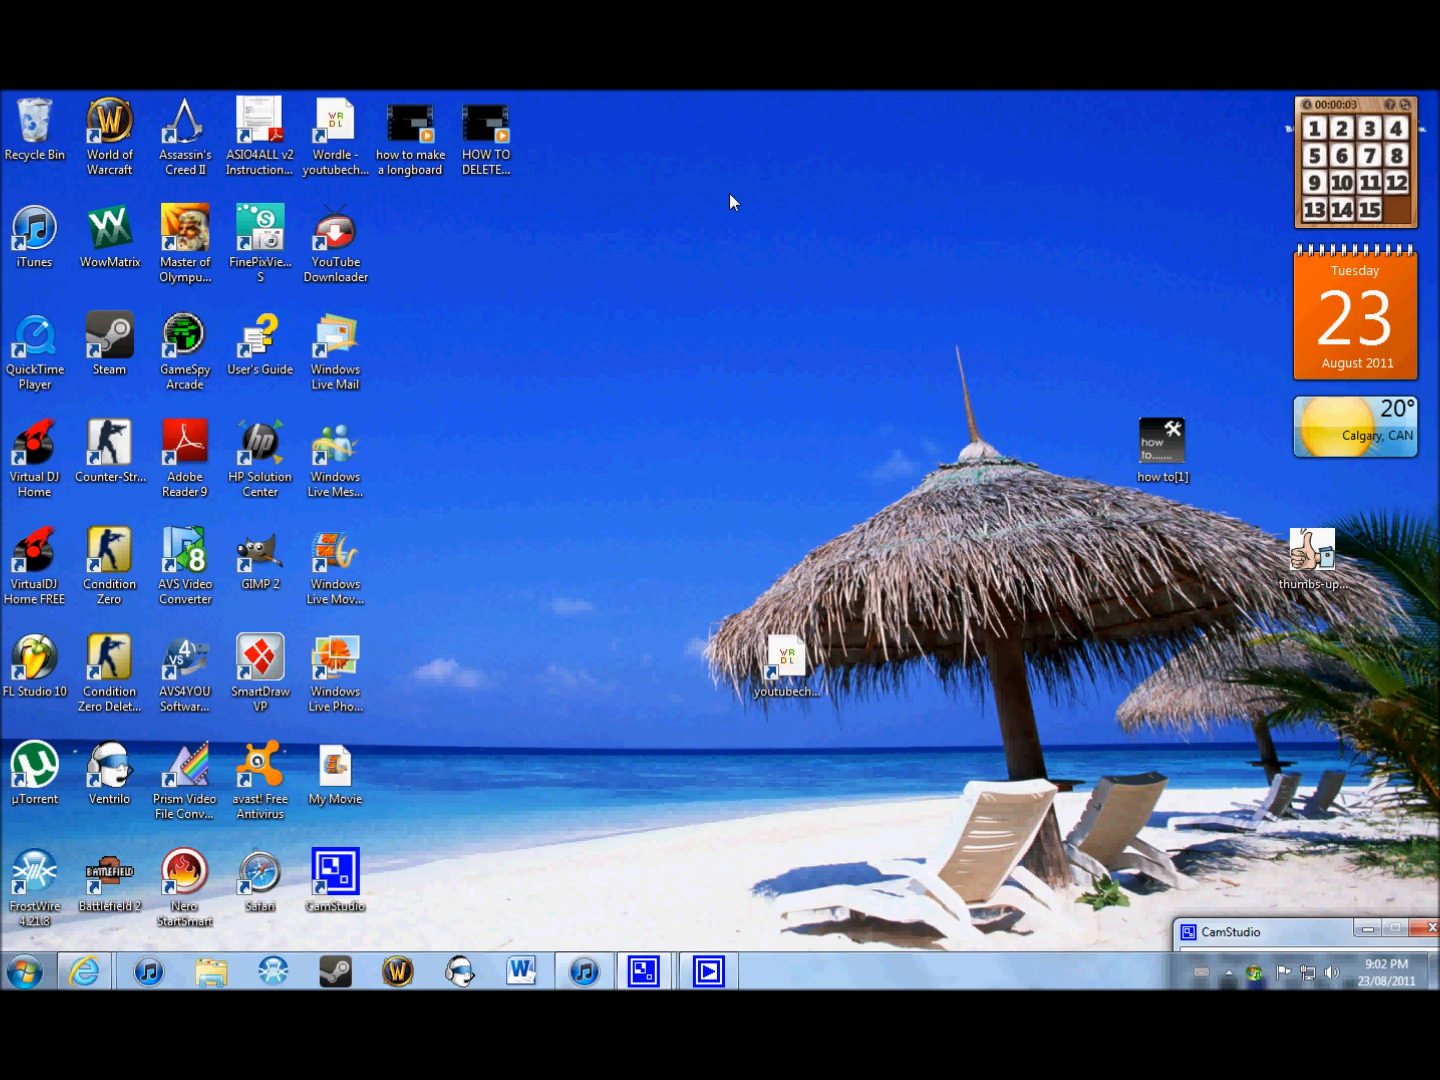 Recycle Bin
World of
Warcraft
Assassin's
Creed II
ASIO4ALL v2
Instruction...
WRDL
Wordle -
youtubech...
how to make
a longboard
HOW TO
DELETE...
iTunes
WowMatrix
Master of
Olympu...
FinePixVie...
S
YouTube
Downloader
QuickTime
Player
Steam
GameSpy
Arcade
User's Guide
Windows
Live Mail
Virtual DJ
Home
Counter-Str...
Adobe
Reader 9
HP Solution
Center
Windows
Live Mes...
VirtualDJ
Home FREE
Condition
Zero
AVS Video
Converter
GIMP 2
Windows
Live Mov...
FL Studio 10
Condition
Zero Delet...
AVS4YOU
Softwar...
SmartDraw
VP
Windows
Live Pho...
µTorrent
Ventrilo
Prism Video
File Conv...
avast! Free
Antivirus
My Movie
FrostWire
4.21.8
BATTLEFIELD
Battlefield 2
Nero
StartSmart
Safari
CamStudio
00:00:03
1 2 3 4
5 6 7 8
9 10 11 12
13 14 15
Tuesday
23
August 2011
20°
Calgary, CAN
how
to.......
how to[1]
thumbs-up...
WRDL
youtubech...
CamStudio
9:02 PM
23/08/2011